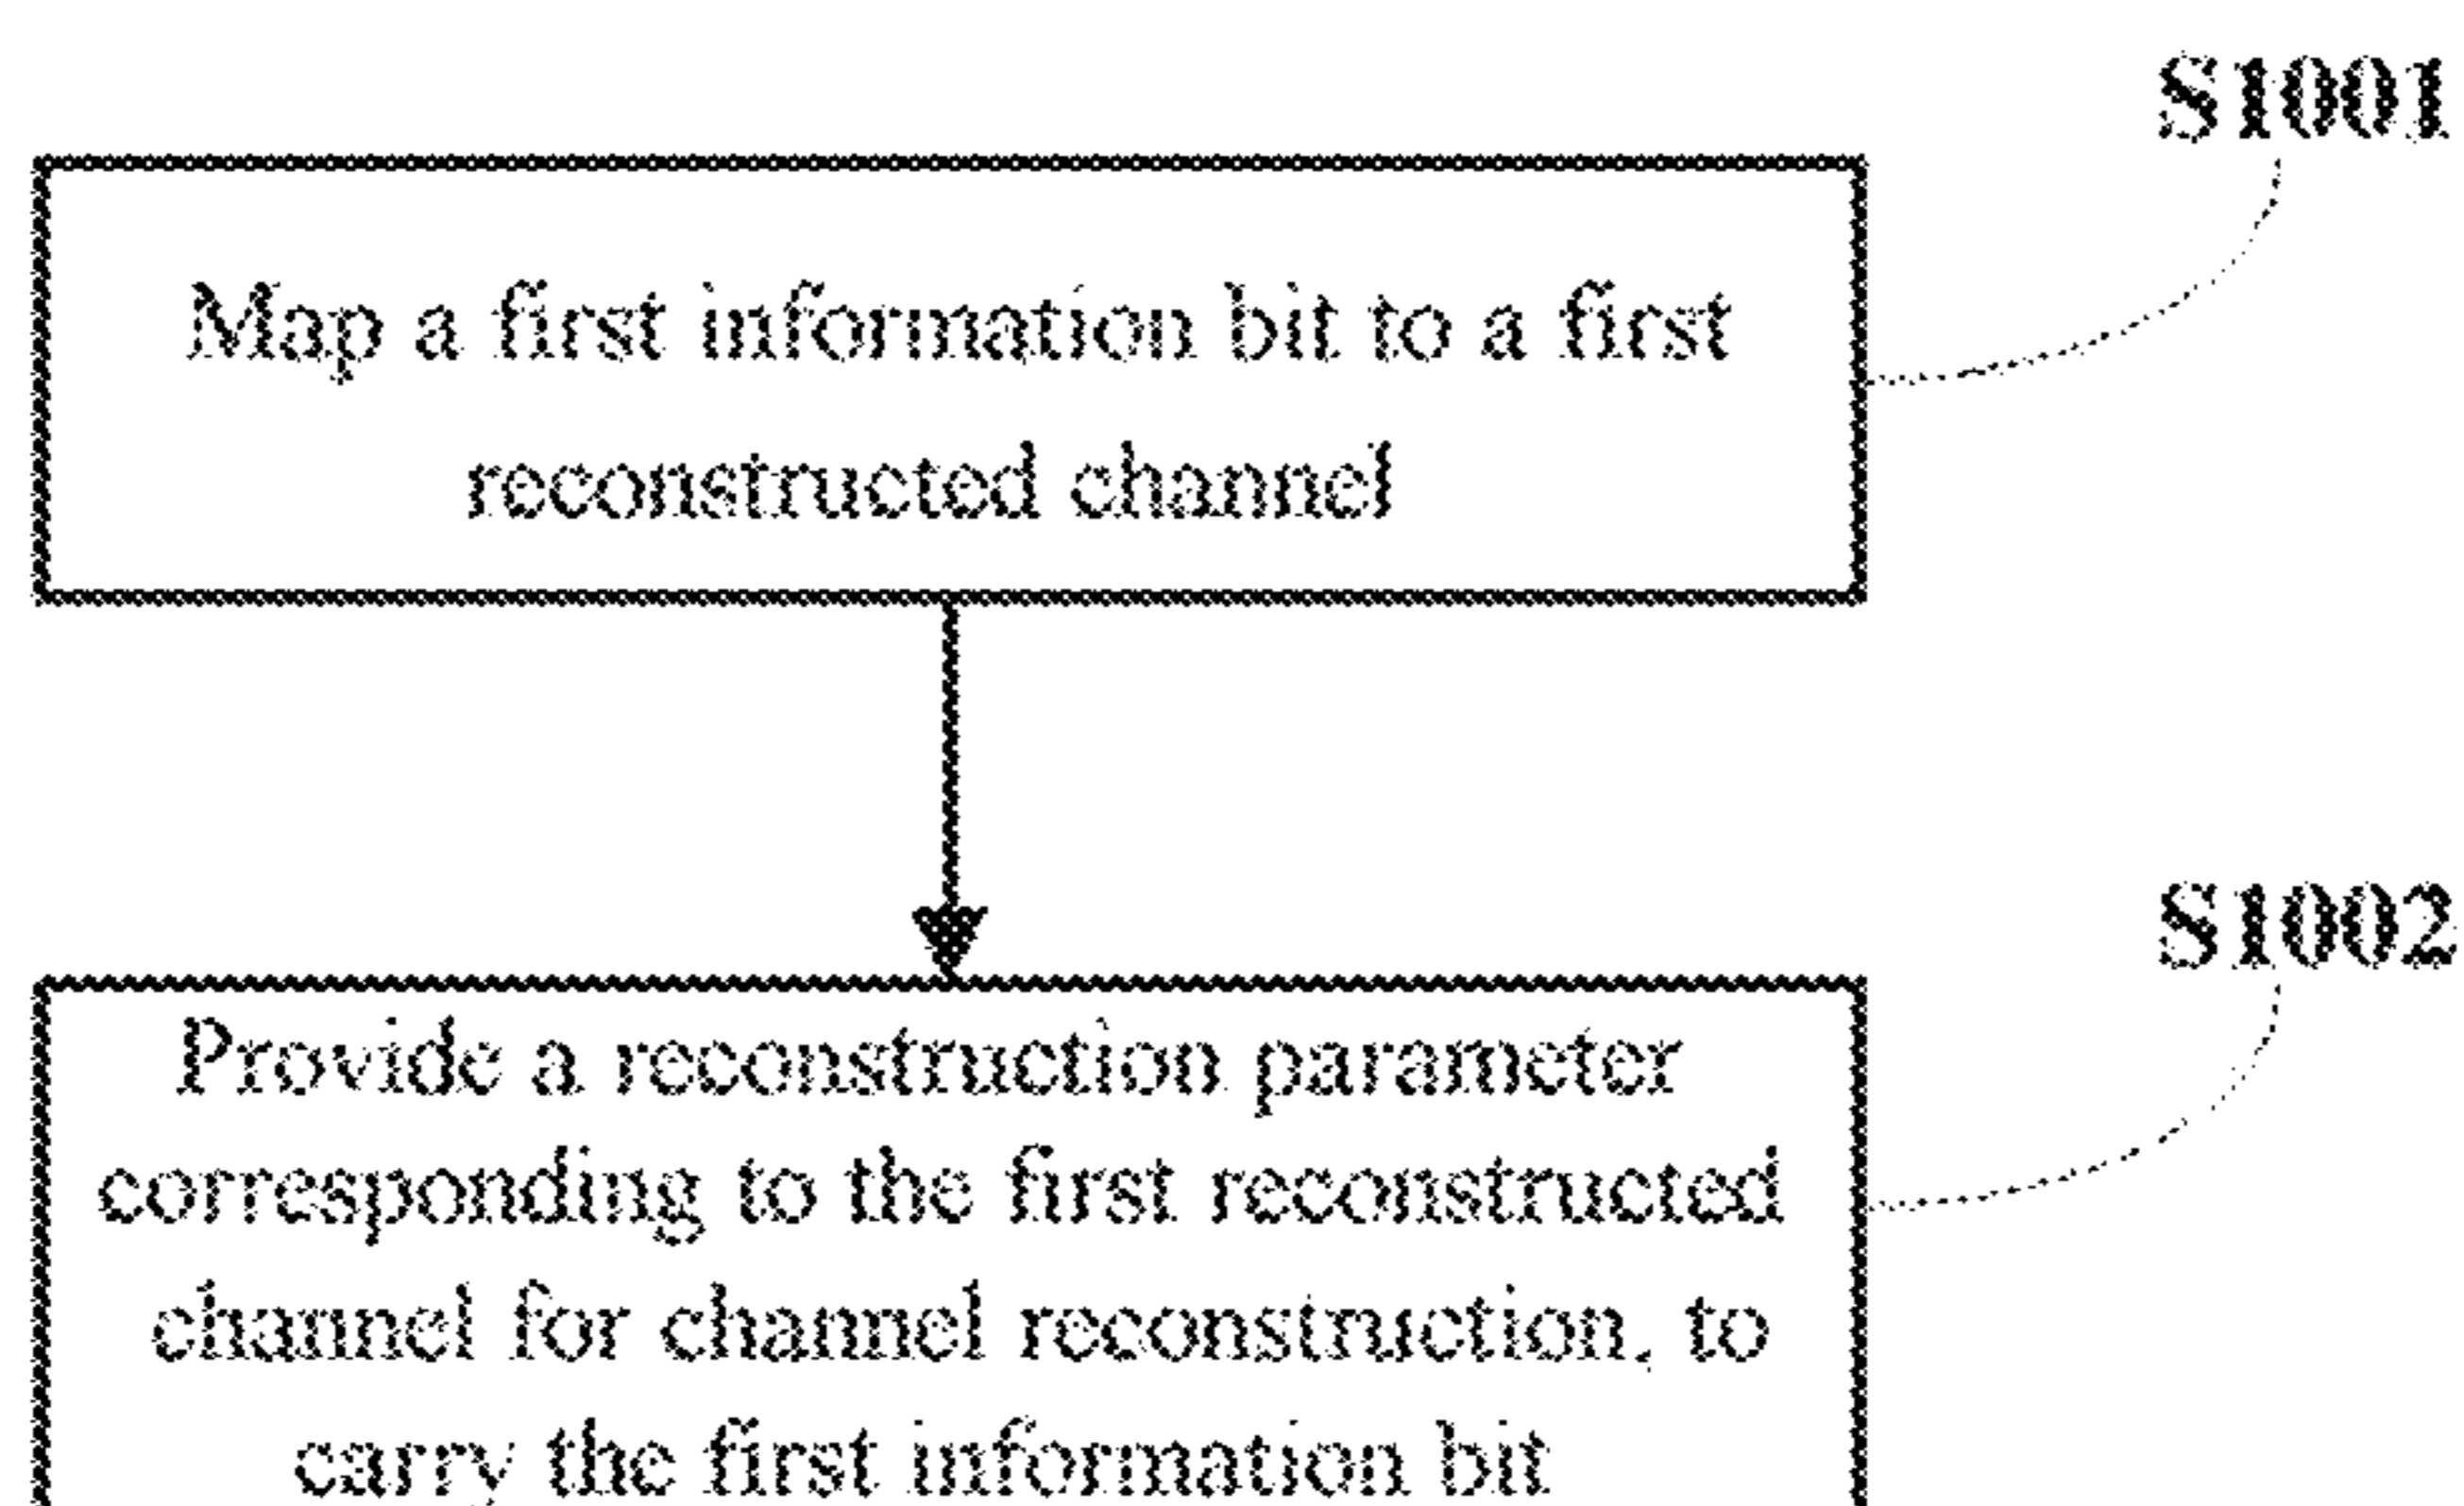 S1001
Map a first information bit to a first
reconstructed channel
S1002
Provide a reconstruction parameter
corresponding to the first reconstructed
channel for channel reconstruction, to
carry the first information bit